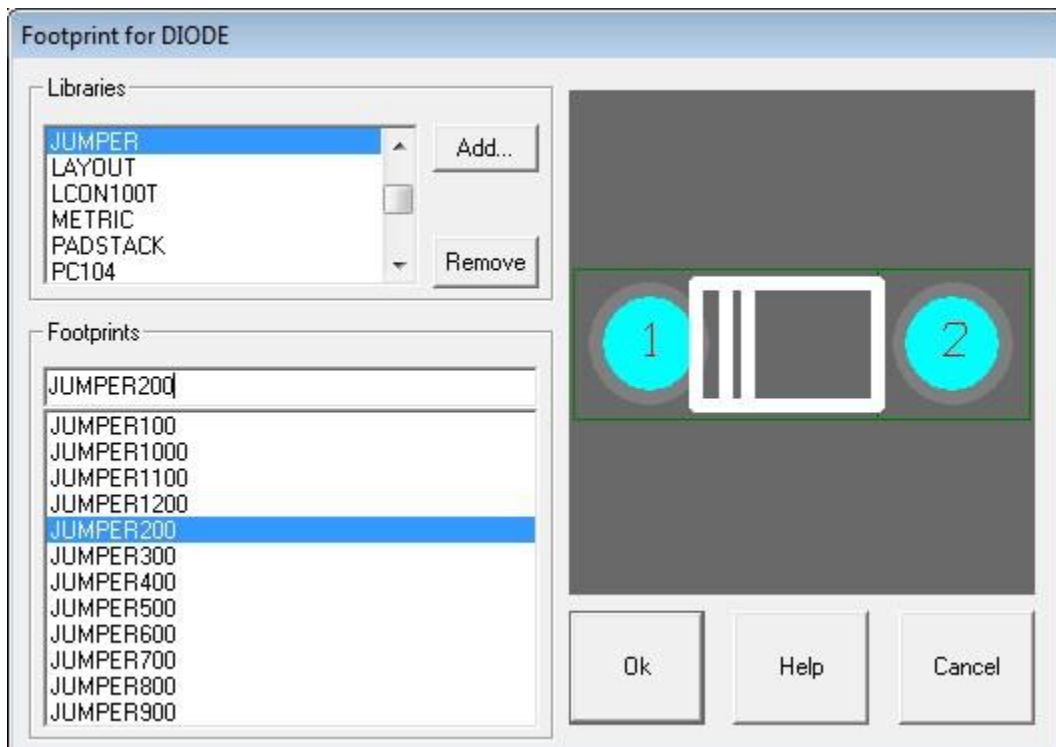 Footprint for DIODE
Libraries
JUMPER
LAYOUT
LCON100T
METRIC
PADSTACK
PC104
Add...
Remove
Footprints
JUMPER200
JUMPER100
JUMPER1000
JUMPER1100
JUMPER1200
JUMPER200
JUMPER300
JUMPER400
JUMPER500
JUMPER600
JUMPER700
JUMPER800
JUMPER900
1
2
Ok
Help
Cancel